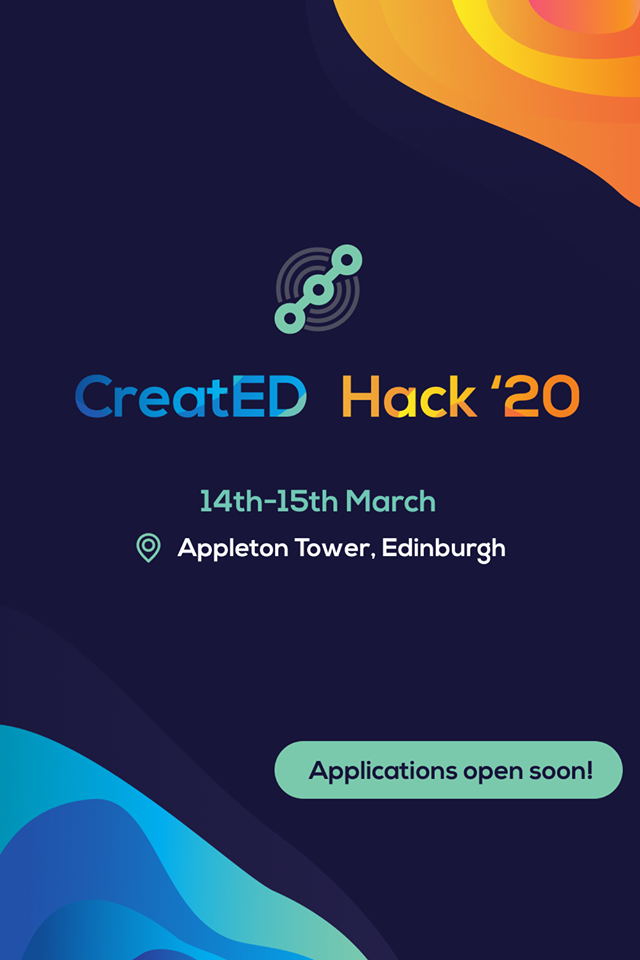 CreatED Hack ‘20
14th-15th March
Appleton Tower, Edinburgh
Applications open soon!